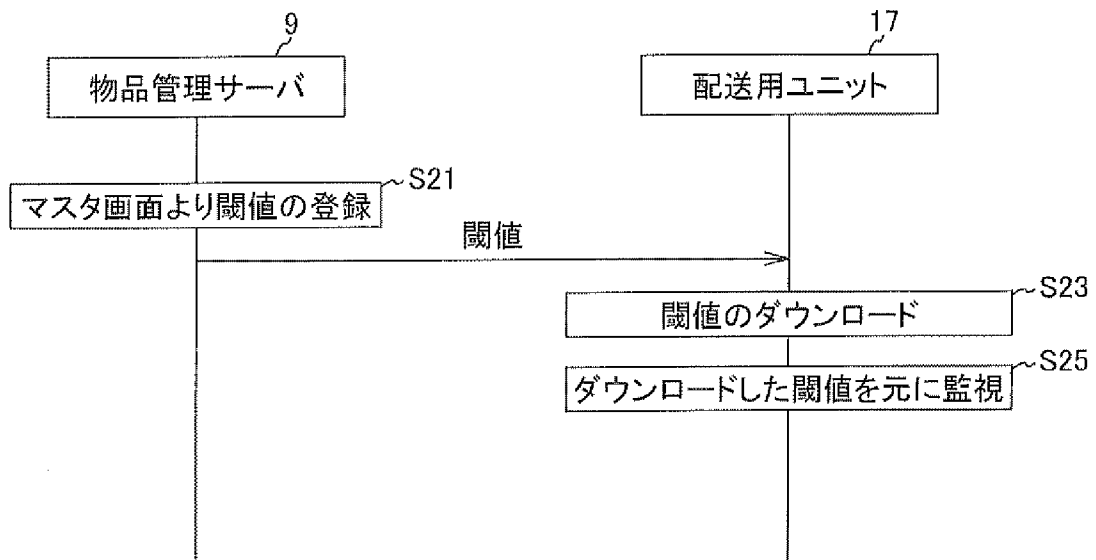 9
物品管理サーバ
17
配送用ユニット
S21
マスタ画面より閾値の登録
閾値
S23
閾値のダウンロード
S25
ダウンロードした閾値を元に監視